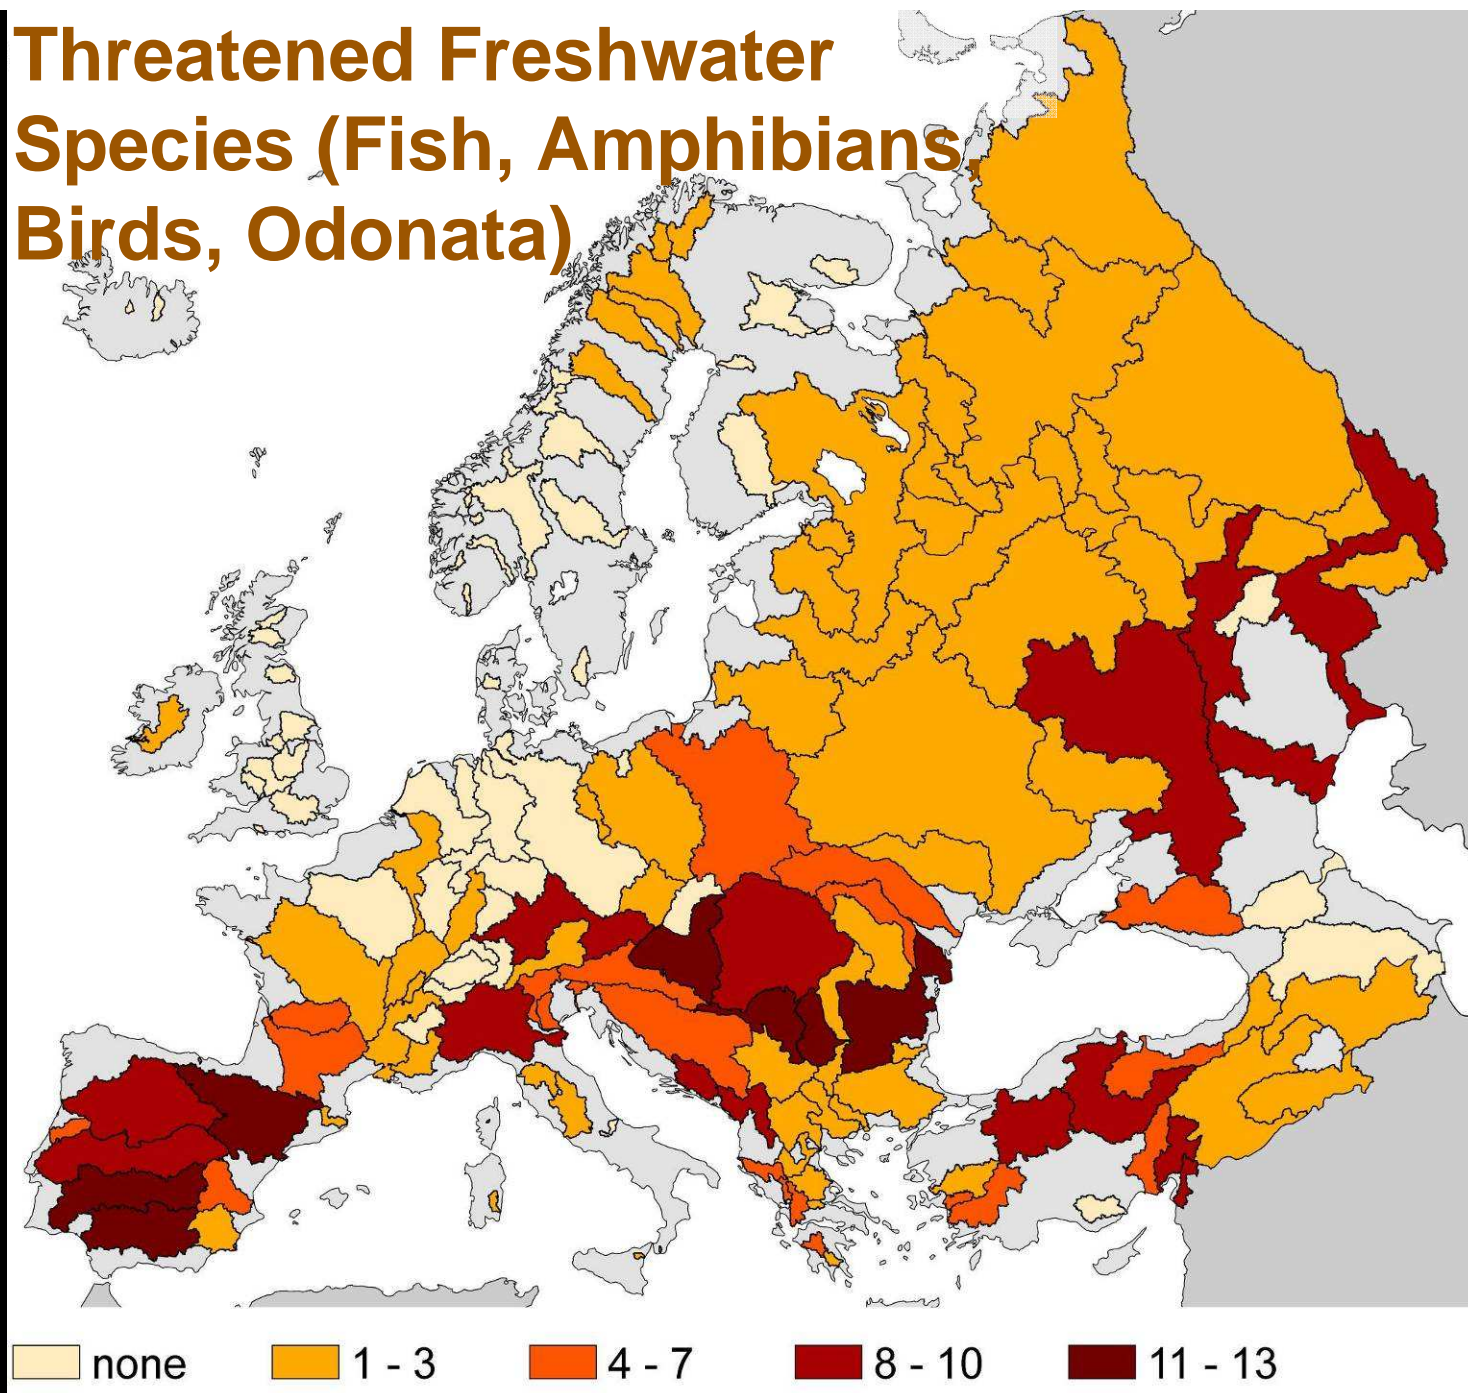 Threatened Freshwater
Species (Fish, Amphibians,
Birds, Odonata)
none 1 - 3 4 - 7 8 - 10 11 - 13